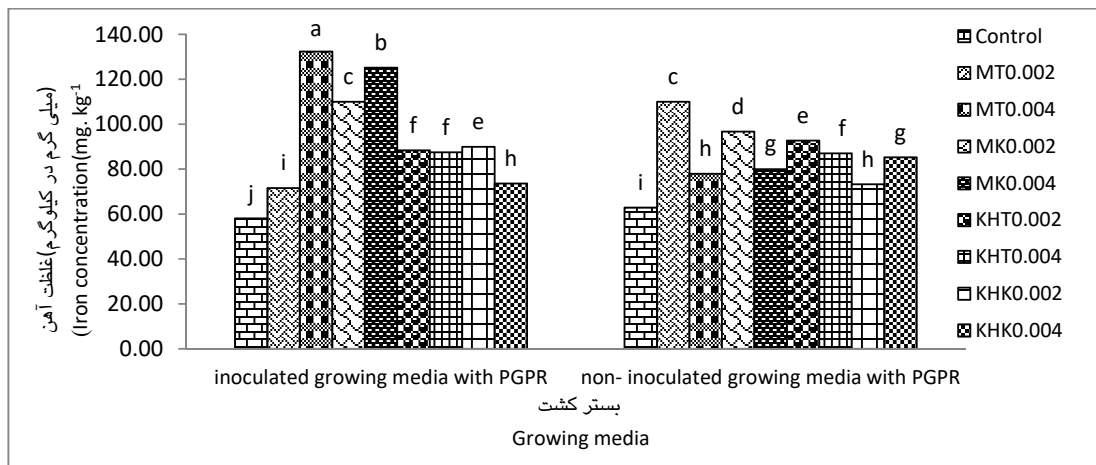 غلظت آهن(میلی گرم در کیلوگرم)
(Iron concentration(mg. kg-1
140.00
120.00
100.00
80.00
60.00
40.00
20.00
0.00
j
i
a
c
b
f
f
e
h
i
c
h
d
g
e
f
h
g
inoculated growing media with PGPR
non- inoculated growing media with PGPR
بستر کشت
Growing media
Control
MT0.002
MT0.004
MK0.002
MK0.004
KHT0.002
KHT0.004
KHK0.002
KHK0.004